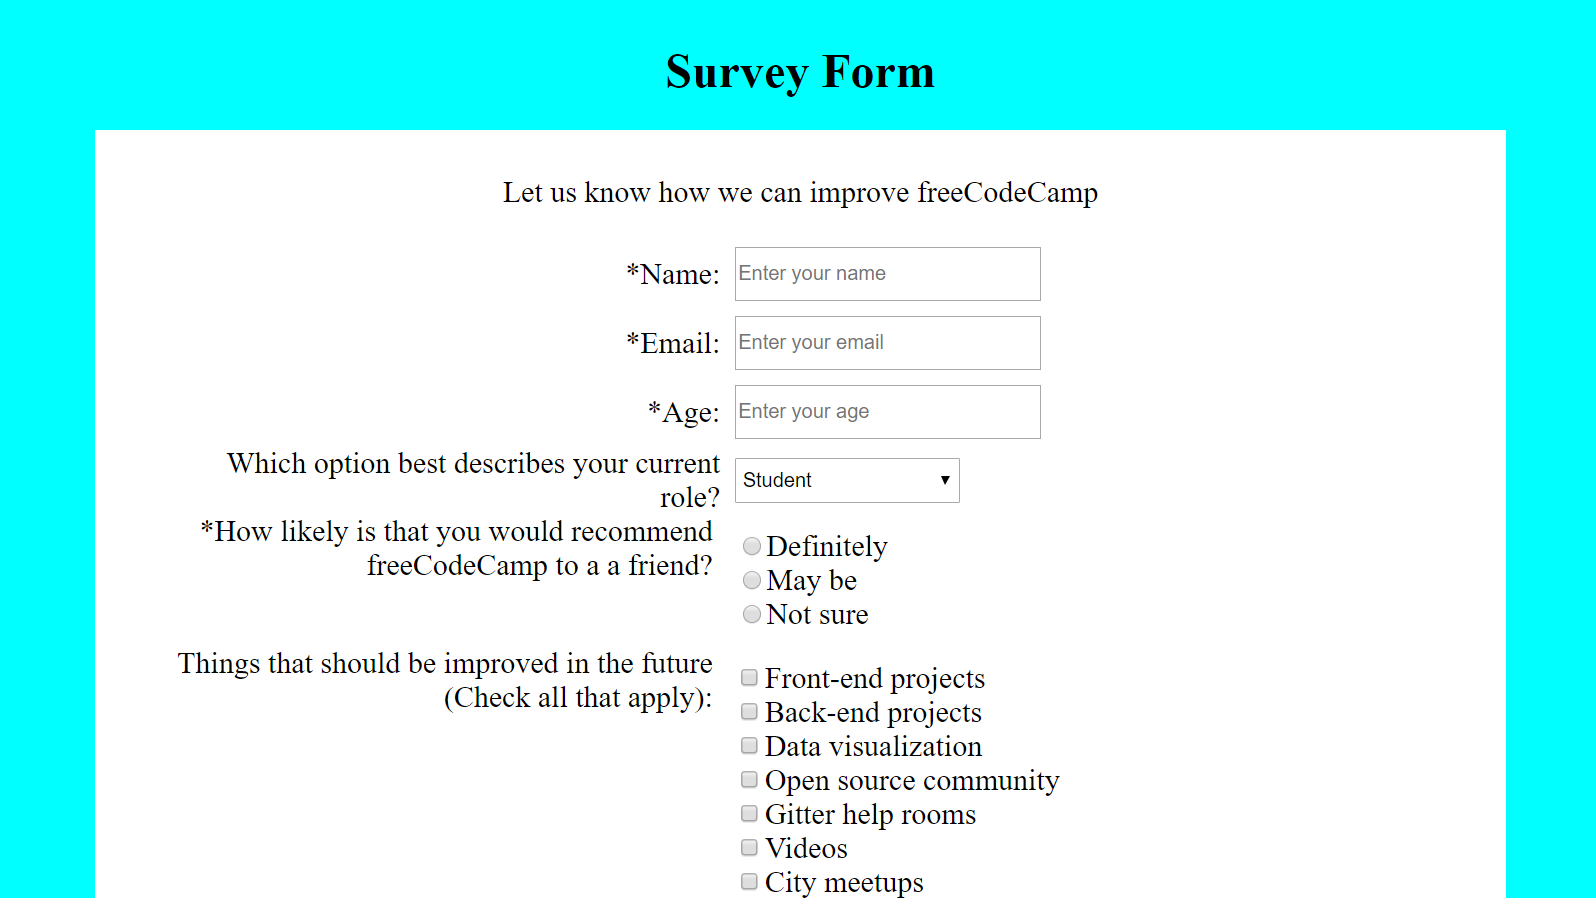 Survey Form
Let us know how we can improve freeCodeCamp
*Name: Enter your name
*Email: Enter your email
*Age: Enter your age
Which option best describes your current
role?
Student
*How likely is that you would recommend
freeCodeCamp to a a friend?
Definitely
May be
Not sure
Things that should be improved in the future
(Check all that apply):
Front-end projects
Back-end projects
Data visualization
Open source community
Gitter help rooms
Videos
City meetups